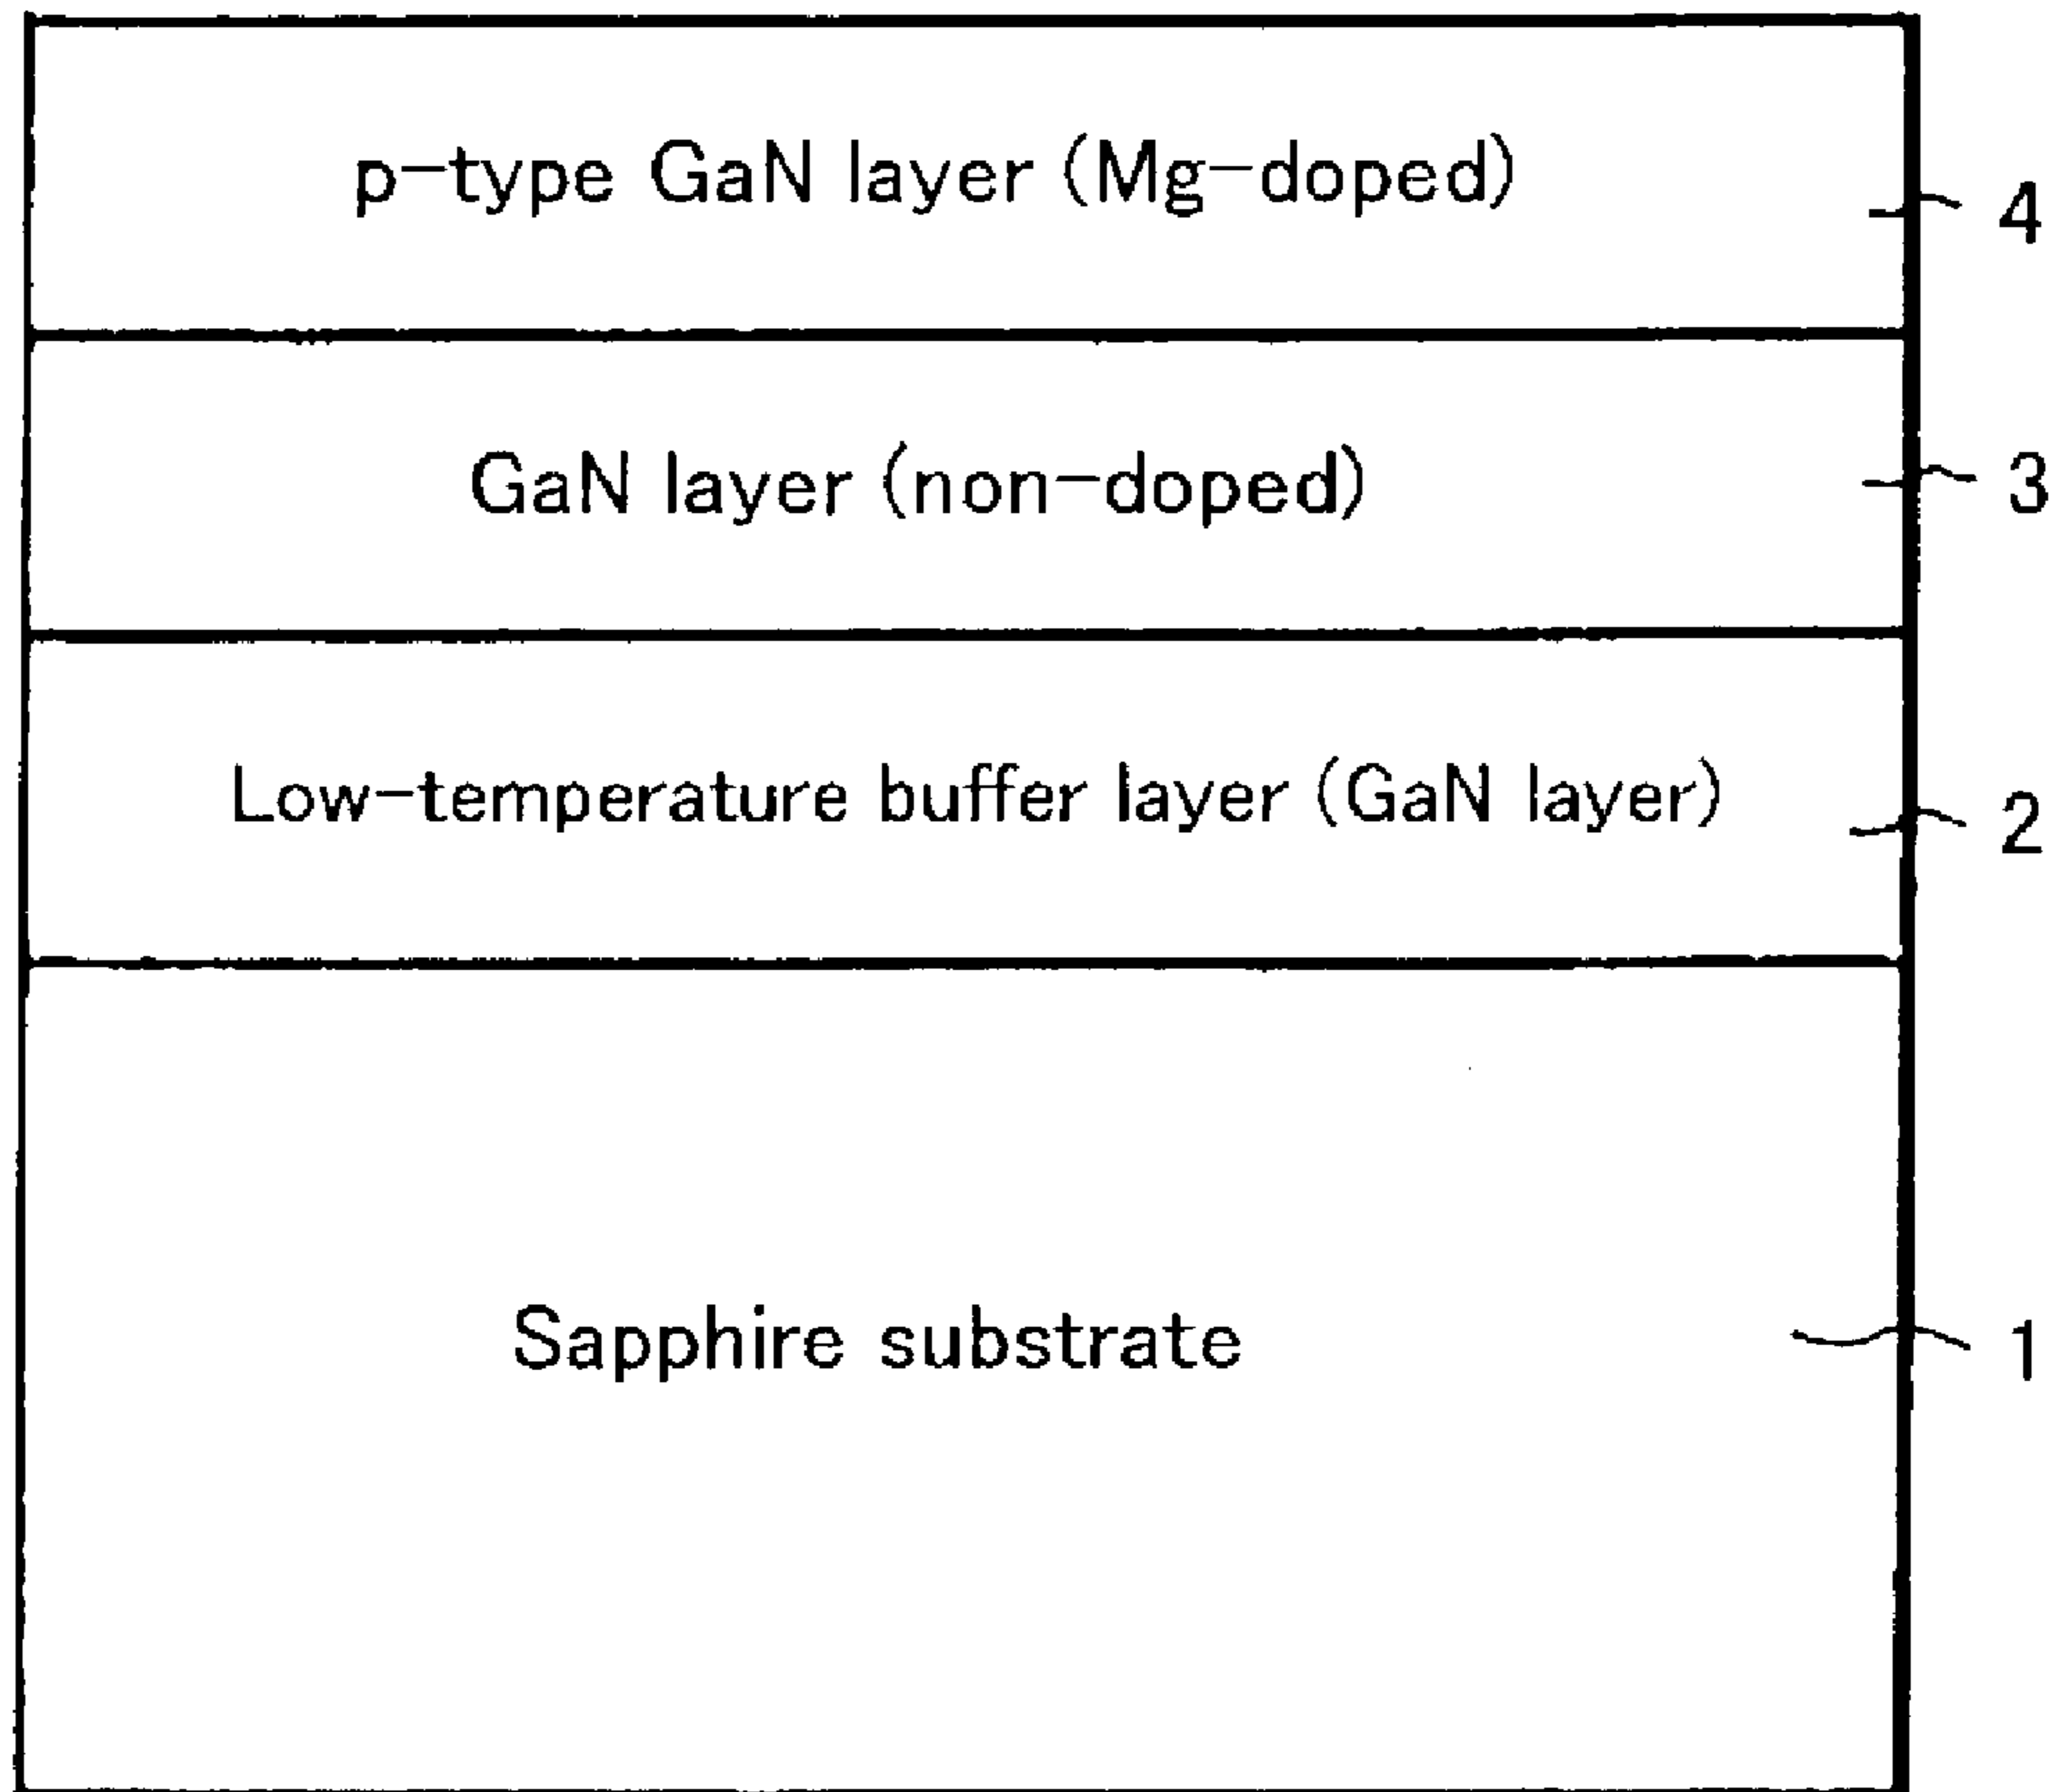 p-type GaN layer (Mg-doped)
4
GaN layer (non-doped)
3
Low-temperature buffer layer (GaN layer)
2
Sapphire substrate
1